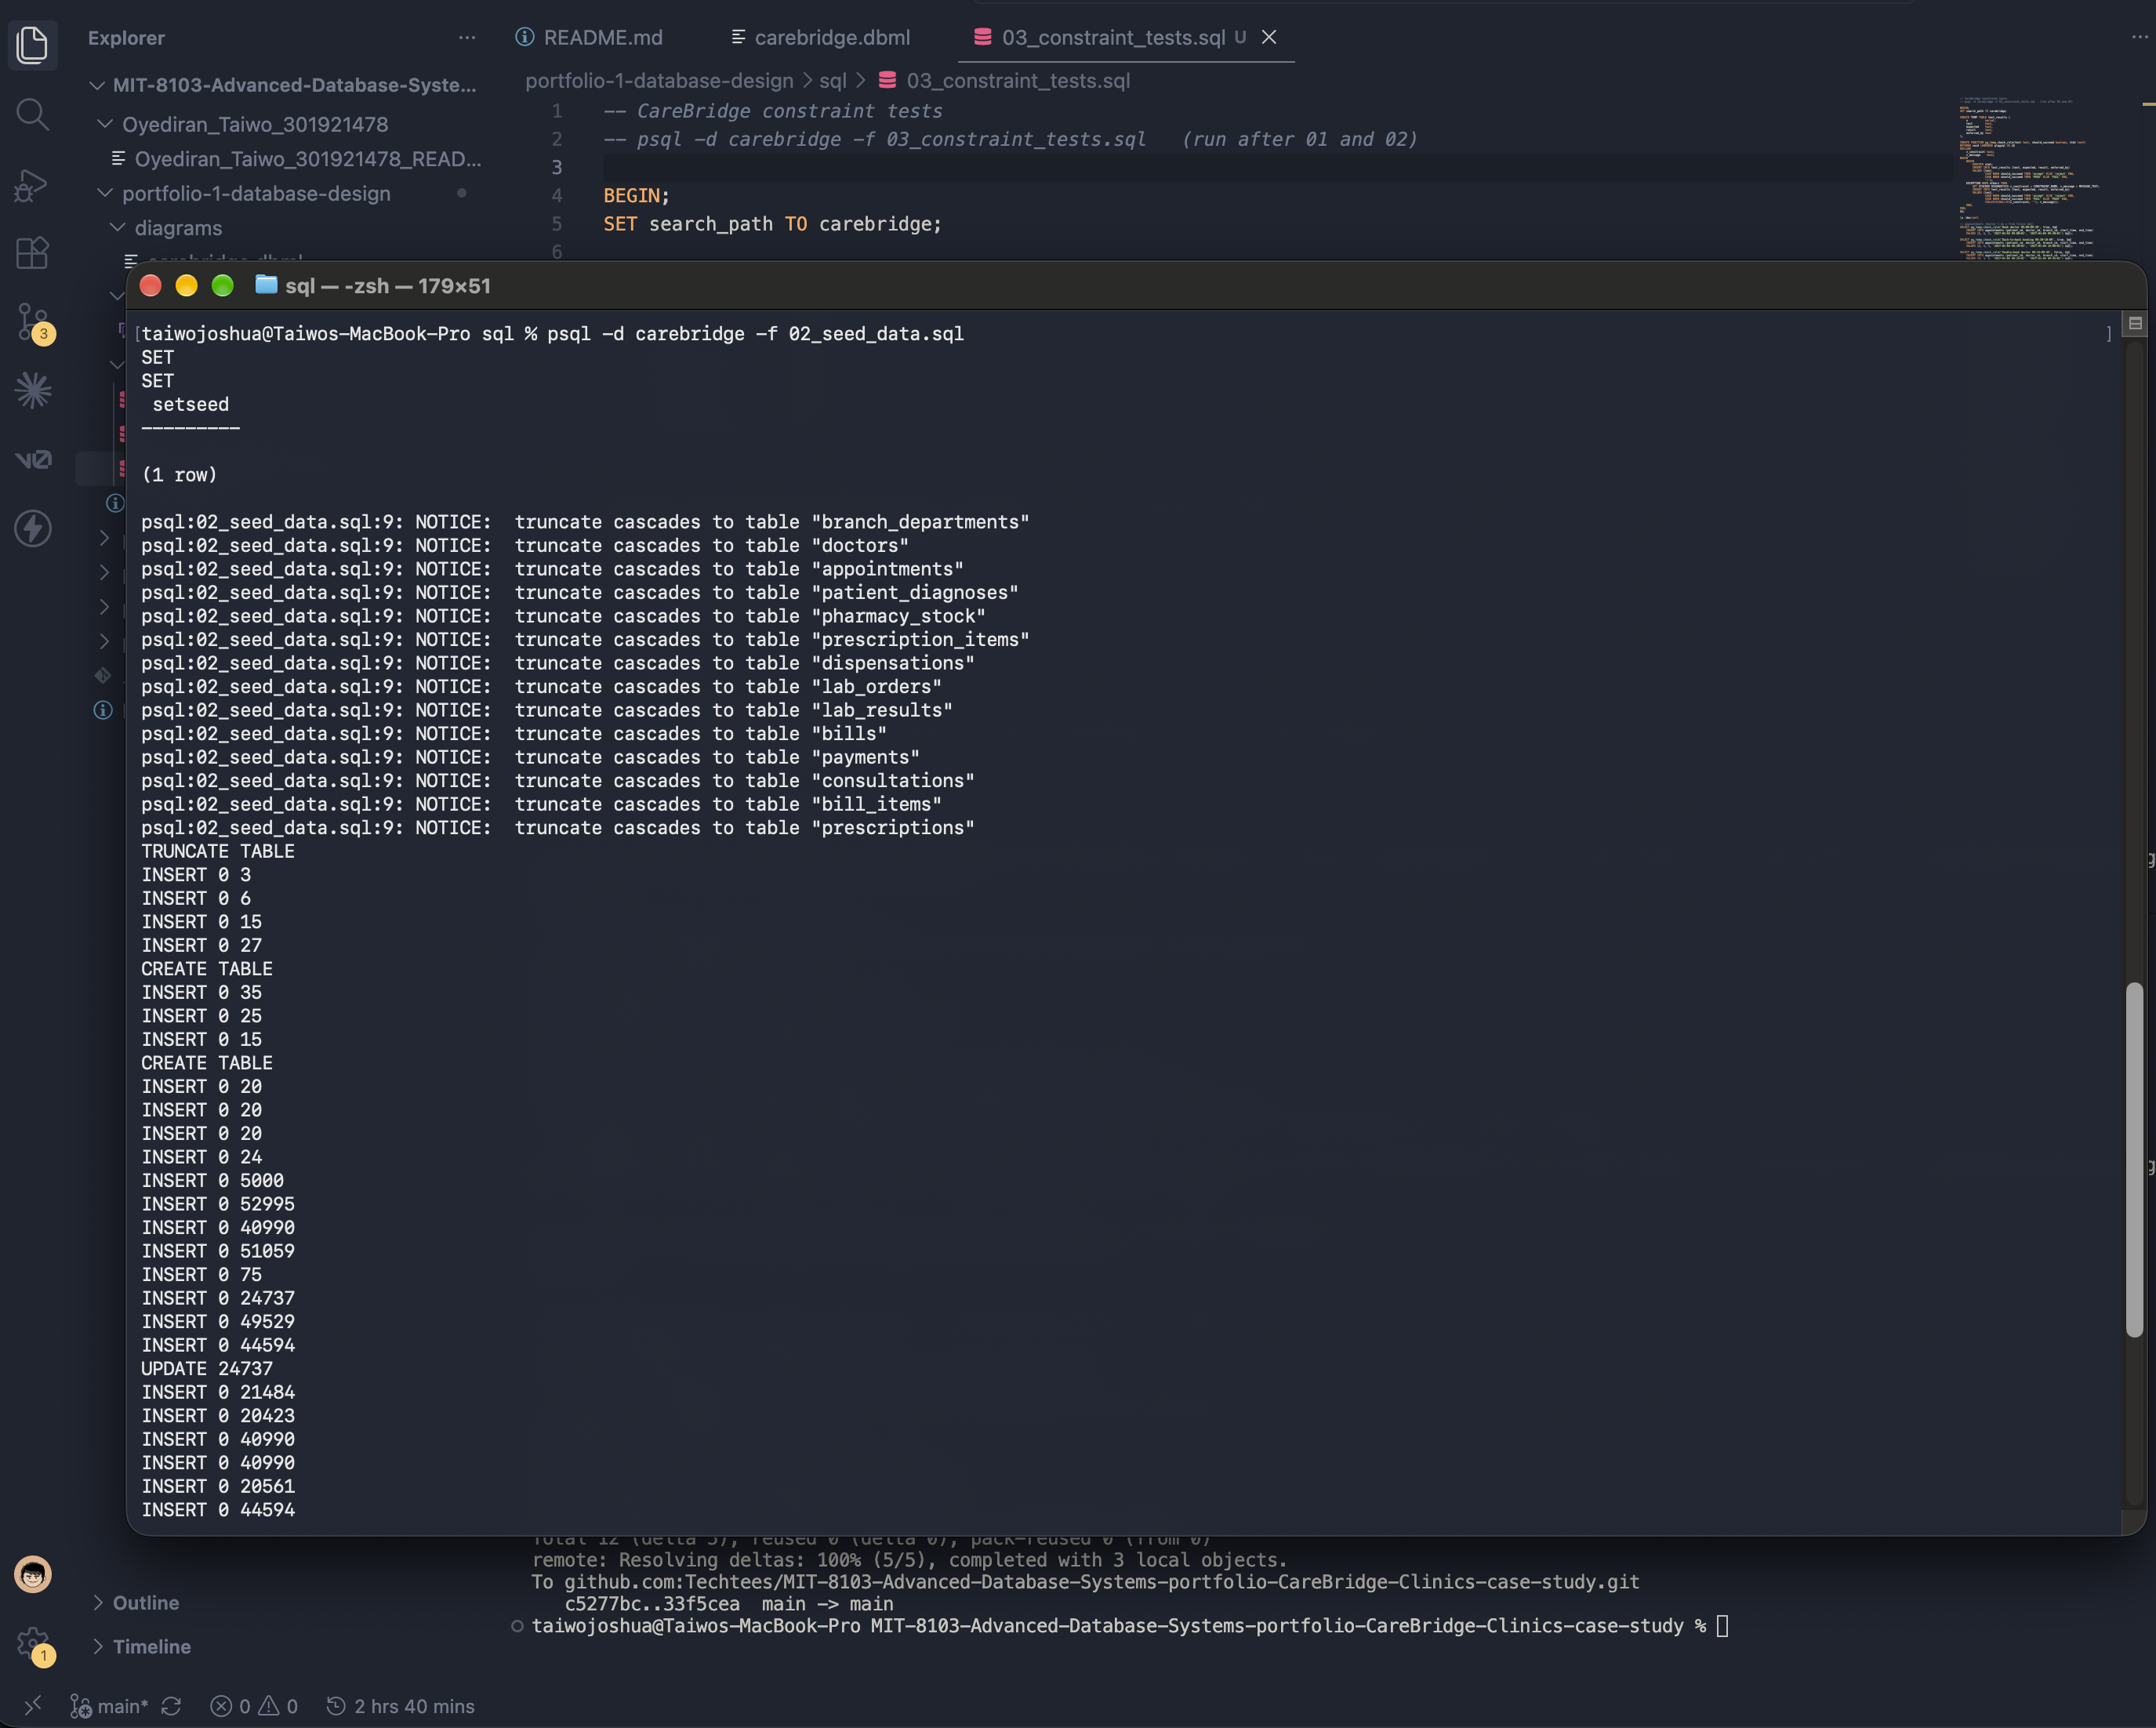 Explorer
README.md
carebridge.dbml
03_constraint_tests.sql U
MIT-8103-Advanced-Database-Syste...
Oyediran_Taiwo_301921478
Oyediran_Taiwo_301921478_READ...
portfolio-1-database-design
diagrams
portfolio-1-database-design > sql > 03_constraint_tests.sql
1 -- CareBridge constraint tests
2 -- psql -d carebridge -f 03_constraint_tests.sql (run after 01 and 02)
3
4 BEGIN;
5 SET search_path TO carebridge;
6
3
sql — -zsh — 179×51
[taiwojoshua@Taiwos-MacBook-Pro sql % psql -d carebridge -f 02_seed_data.sql ]
SET
SET
setseed
---------
(1 row)
psql:02_seed_data.sql:9: NOTICE:  truncate cascades to table "branch_departments"
psql:02_seed_data.sql:9: NOTICE:  truncate cascades to table "doctors"
psql:02_seed_data.sql:9: NOTICE:  truncate cascades to table "appointments"
psql:02_seed_data.sql:9: NOTICE:  truncate cascades to table "patient_diagnoses"
psql:02_seed_data.sql:9: NOTICE:  truncate cascades to table "pharmacy_stock"
psql:02_seed_data.sql:9: NOTICE:  truncate cascades to table "prescription_items"
psql:02_seed_data.sql:9: NOTICE:  truncate cascades to table "dispensations"
psql:02_seed_data.sql:9: NOTICE:  truncate cascades to table "lab_orders"
psql:02_seed_data.sql:9: NOTICE:  truncate cascades to table "lab_results"
psql:02_seed_data.sql:9: NOTICE:  truncate cascades to table "bills"
psql:02_seed_data.sql:9: NOTICE:  truncate cascades to table "payments"
psql:02_seed_data.sql:9: NOTICE:  truncate cascades to table "consultations"
psql:02_seed_data.sql:9: NOTICE:  truncate cascades to table "bill_items"
psql:02_seed_data.sql:9: NOTICE:  truncate cascades to table "prescriptions"
TRUNCATE TABLE
INSERT 0 3
INSERT 0 6
INSERT 0 15
INSERT 0 27
CREATE TABLE
INSERT 0 35
INSERT 0 25
INSERT 0 15
CREATE TABLE
INSERT 0 20
INSERT 0 20
INSERT 0 20
INSERT 0 24
INSERT 0 5000
INSERT 0 52995
INSERT 0 40990
INSERT 0 51059
INSERT 0 75
INSERT 0 24737
INSERT 0 49529
INSERT 0 44594
UPDATE 24737
INSERT 0 21484
INSERT 0 20423
INSERT 0 40990
INSERT 0 40990
INSERT 0 20561
INSERT 0 44594
Total 12 (delta 5), reused 0 (delta 0), pack-reused 0 (from 0)
remote: Resolving deltas: 100% (5/5), completed with 3 local objects.
To github.com:Techtees/MIT-8103-Advanced-Database-Systems-portfolio-CareBridge-Clinics-case-study.git
c5277bc..33f5cea  main -> main
taiwojoshua@Taiwos-MacBook-Pro MIT-8103-Advanced-Database-Systems-portfolio-CareBridge-Clinics-case-study %
Outline
Timeline
1
main* 0 0 2 hrs 40 mins